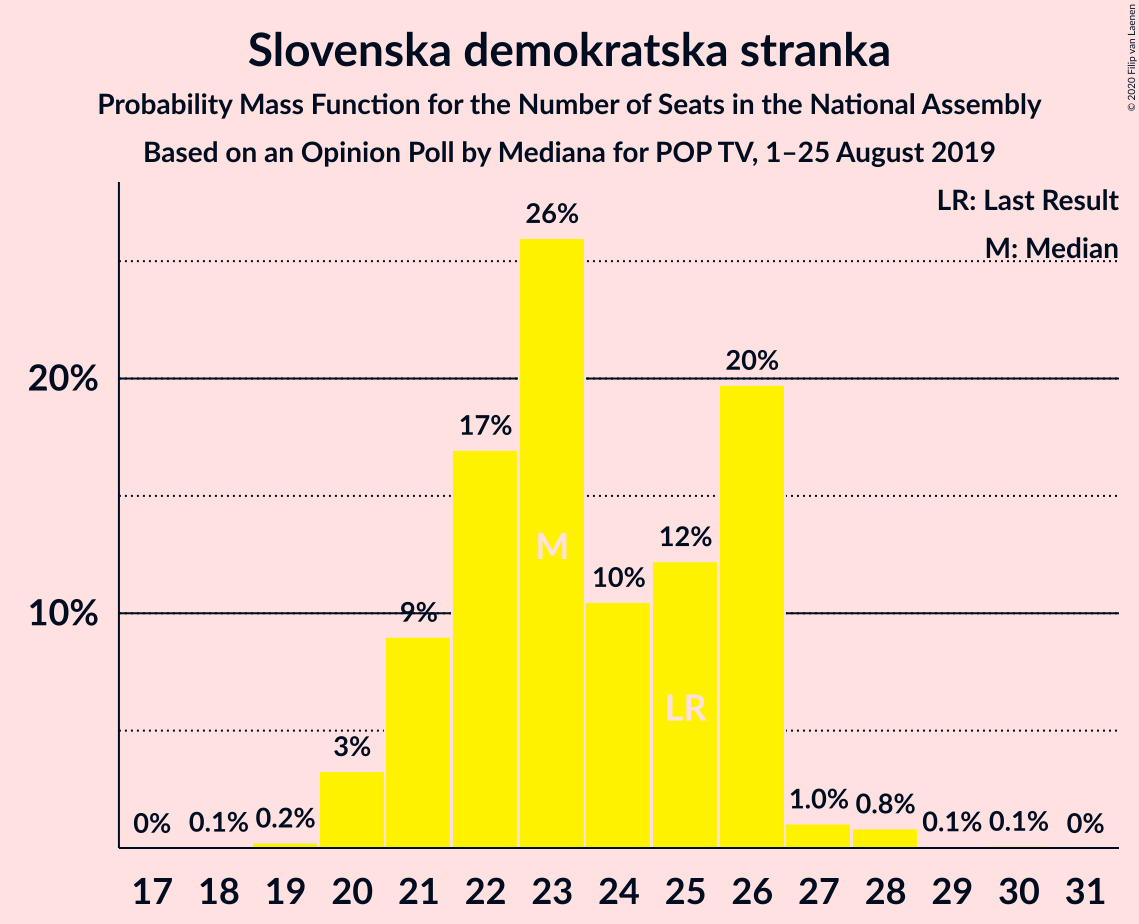 Slovenska demokratska stranka
Probability Mass Function for the Number of Seats in the National Assembly
Based on an Opinion Poll by Mediana for POP TV, 1–25 August 2019
© 2020 Filip van Laenen
LR: Last Result
M: Median
26%
20%
20%
17%
M
12%
10%
10%
9%
LR
3%
0%
0.1%
0.2%
1.0%
0.8%
0.1%
0.1%
0%
17 18 19 20 21 22 23 24 25 26 27 28 29 30 31